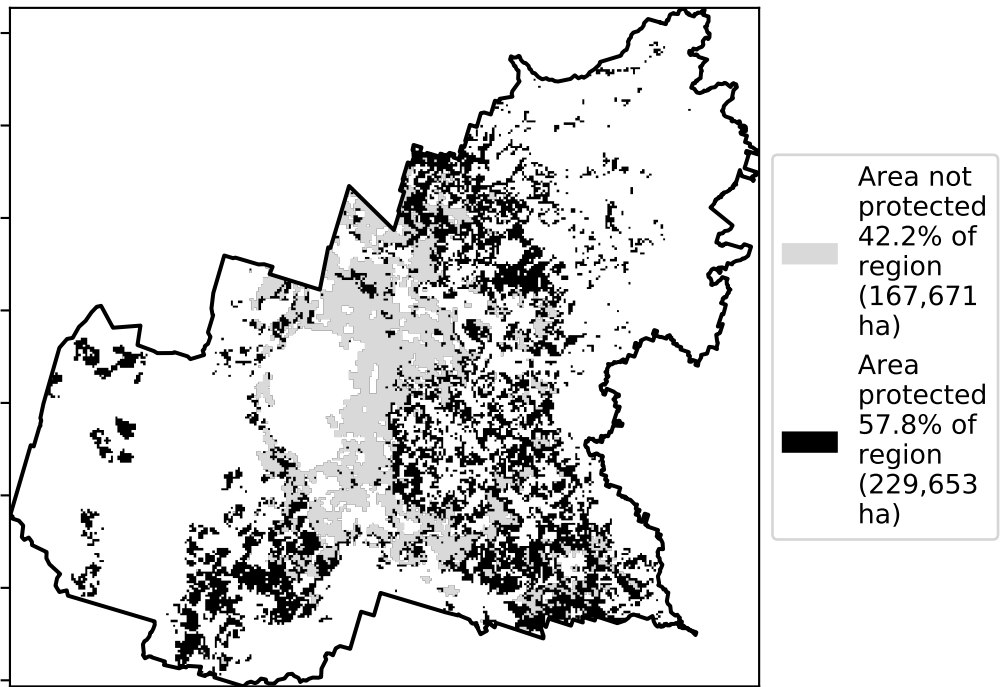 Area not
protected
42.2% of
region
(167,671
ha)
Area
protected
57.8% of
region
(229,653
ha)